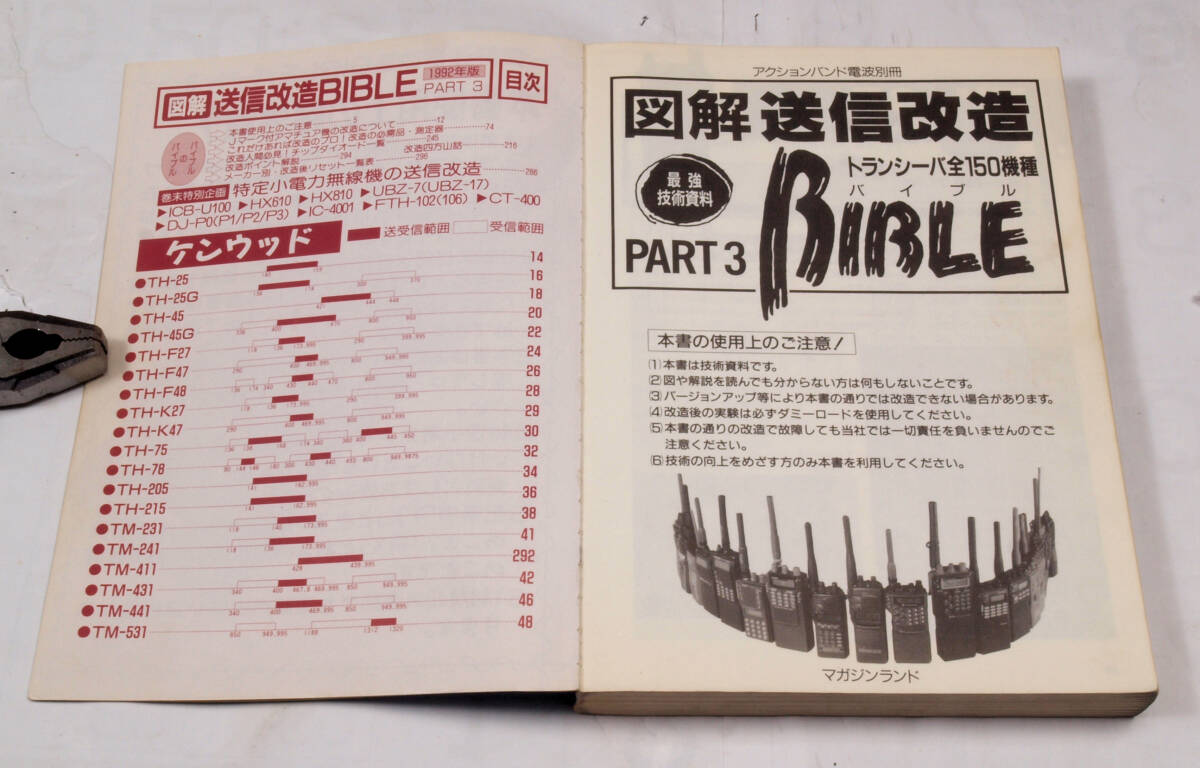 図解 送信改造BIBLE 1992年版 PART 3 目次
バイブルのバイブル
本書使用上のご注意 5
Jマーク付アマチュア機の改造について 12
これだけあれば改造のプロ!改造の必需品・測定器 74
改造人間必見!チップダイオード一覧 245 改造四方山話 216
改造ポイント解説 294
メーカー別・改造後リセット一覧表 296
巻末特別企画 特定小電力無線機の送信改造 286
▶ICB-U100 ▶HX610 ▶HX810 ▶UBZ-7(UBZ-17)
▶DJ-P0(P1/P2/P3) ▶IC-4001 ▶FTH-102(106) ▶CT-400
ケンウッド 送受信範囲 受信範囲
●TH-25 14
●TH-25G 16
●TH-45 18
●TH-45G 20
●TH-F27 22
●TH-F47 24
●TH-F48 26
●TH-K27 28
●TH-K47 29
●TH-75 30
●TH-78 32
●TH-205 34
●TH-215 36
●TM-231 38
●TM-241 41
●TM-411 292
●TM-431 42
●TM-441 46
●TM-531 48
アクションバンド電波別冊
図解 送信改造
最強
技術資料
トランシーバ全150機種
バイブル
PART 3 BIBLE
本書の使用上のご注意!
(1)本書は技術資料です。
(2)図や解説を読んでも分からない方は何もしないことです。
(3)バージョンアップ等により本書の通りでは改造できない場合があります。
(4)改造後の実験は必ずダミーロードを使用してください。
(5)本書の通りの改造で故障しても当社では一切責任を負いませんのでご
注意ください。
(6)技術の向上をめざす方のみ本書を利用してください。
マガジンランド